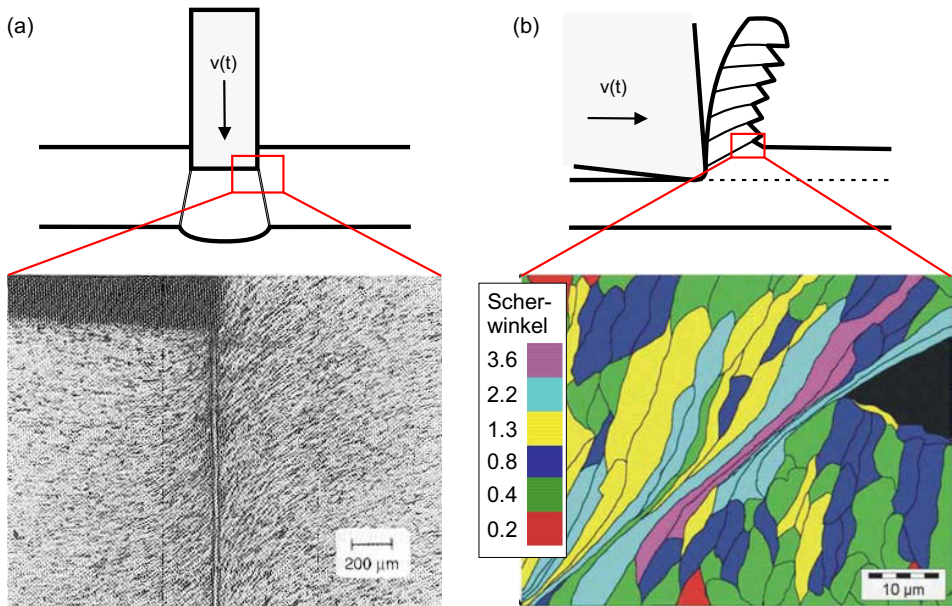 (a)
v(t)
200 µm
(b)
v(t)
Scher-
winkel
3.6
2.2
1.3
0.8
0.4
0.2
10 µm